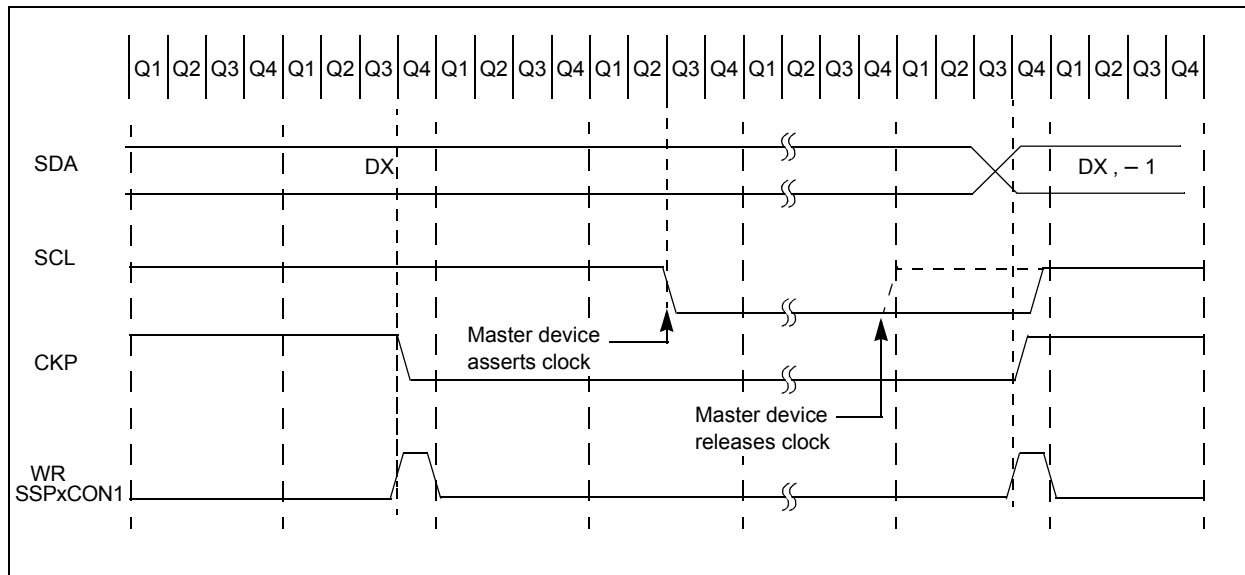 Q1 Q2 Q3 Q4 Q1 Q2 Q3 Q4 Q1 Q2 Q3 Q4 Q1 Q2 Q3 Q4 Q1 Q2 Q3 Q4 Q1 Q2 Q3 Q4 Q1 Q2 Q3 Q4
SDA
DX
DX , – 1
SCL
Master device
asserts clock
CKP
Master device
releases clock
WR
SSPxCON1